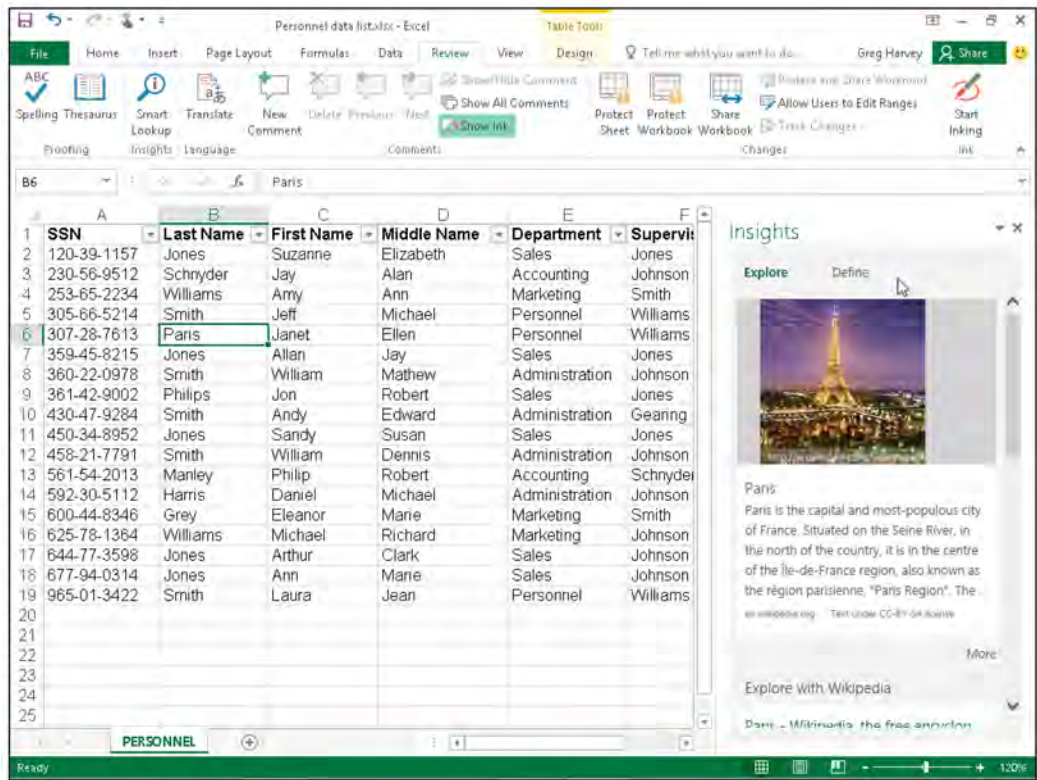 Personnel data list.xlsx - Excel Table Tools
File Home Insert Page Layout Formulas Data Review View Design Tell me what you want to do... Greg Harvey Share
ABC
Show/Hide Comment
Show All Comments
Show Ink
Protect and Share Workbook
Allow Users to Edit Ranges
Track Changes
Spelling Thesaurus Smart Lookup Translate New Comment Delete Previous Next Protect Sheet Protect Workbook Share Workbook Start Inking
Proofing Insights Language Comments Changes Ink
B6 fx Paris
A B C D E F
1 SSN Last Name First Name Middle Name Department Supervis
2 120-39-1157 Jones Suzanne Elizabeth Sales Jones
3 230-56-9512 Schnyder Jay Alan Accounting Johnson
4 253-65-2234 Williams Amy Ann Marketing Smith
5 305-66-5214 Smith Jeff Michael Personnel Williams
6 307-28-7613 Paris Janet Ellen Personnel Williams
7 359-45-8215 Jones Allan Jay Sales Jones
8 360-22-0978 Smith William Mathew Administration Johnson
9 361-42-9002 Philips Jon Robert Sales Jones
10 430-47-9284 Smith Andy Edward Administration Gearing
11 450-34-8952 Jones Sandy Susan Sales Jones
12 458-21-7791 Smith William Dennis Administration Johnson
13 561-54-2013 Manley Philip Robert Accounting Schnyder
14 592-30-5112 Harris Daniel Michael Administration Johnson
15 600-44-8346 Grey Eleanor Marie Marketing Smith
16 625-78-1364 Williams Michael Richard Marketing Johnson
17 644-77-3598 Jones Arthur Clark Sales Johnson
18 677-94-0314 Jones Ann Marie Sales Johnson
19 965-01-3422 Smith Laura Jean Personnel Williams
20
21
22
23
24
25
Insights
Explore Define
Paris
Paris is the capital and most-populous city
of France. Situated on the Seine River, in
the north of the country, it is in the centre
of the Île-de-France region, also known as
the région parisienne, "Paris Region". The
en.wikipedia.org Text under CC-BY-SA license
More
Explore with Wikipedia
Paris - Wikipedia, the free encyclop
PERSONNEL
Ready 120%